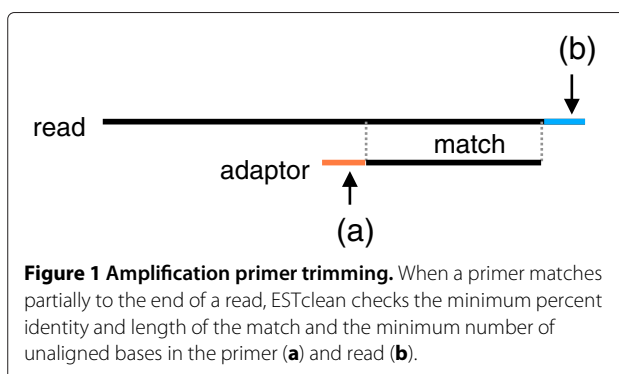 (b)
read
match
adaptor
(a)
Figure 1 Amplification primer trimming. When a primer matches
partially to the end of a read, ESTclean checks the minimum percent
identity and length of the match and the minimum number of
unaligned bases in the primer (a) and read (b).